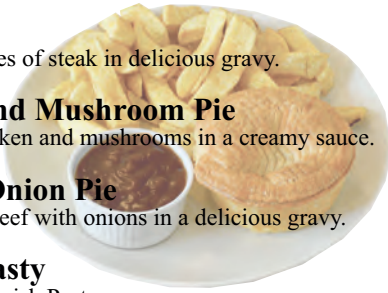 es of steak in delicious gravy.
nd Mushroom Pie
ken and mushrooms in a creamy sauce.
Onion Pie
eef with onions in a delicious gravy.
asty